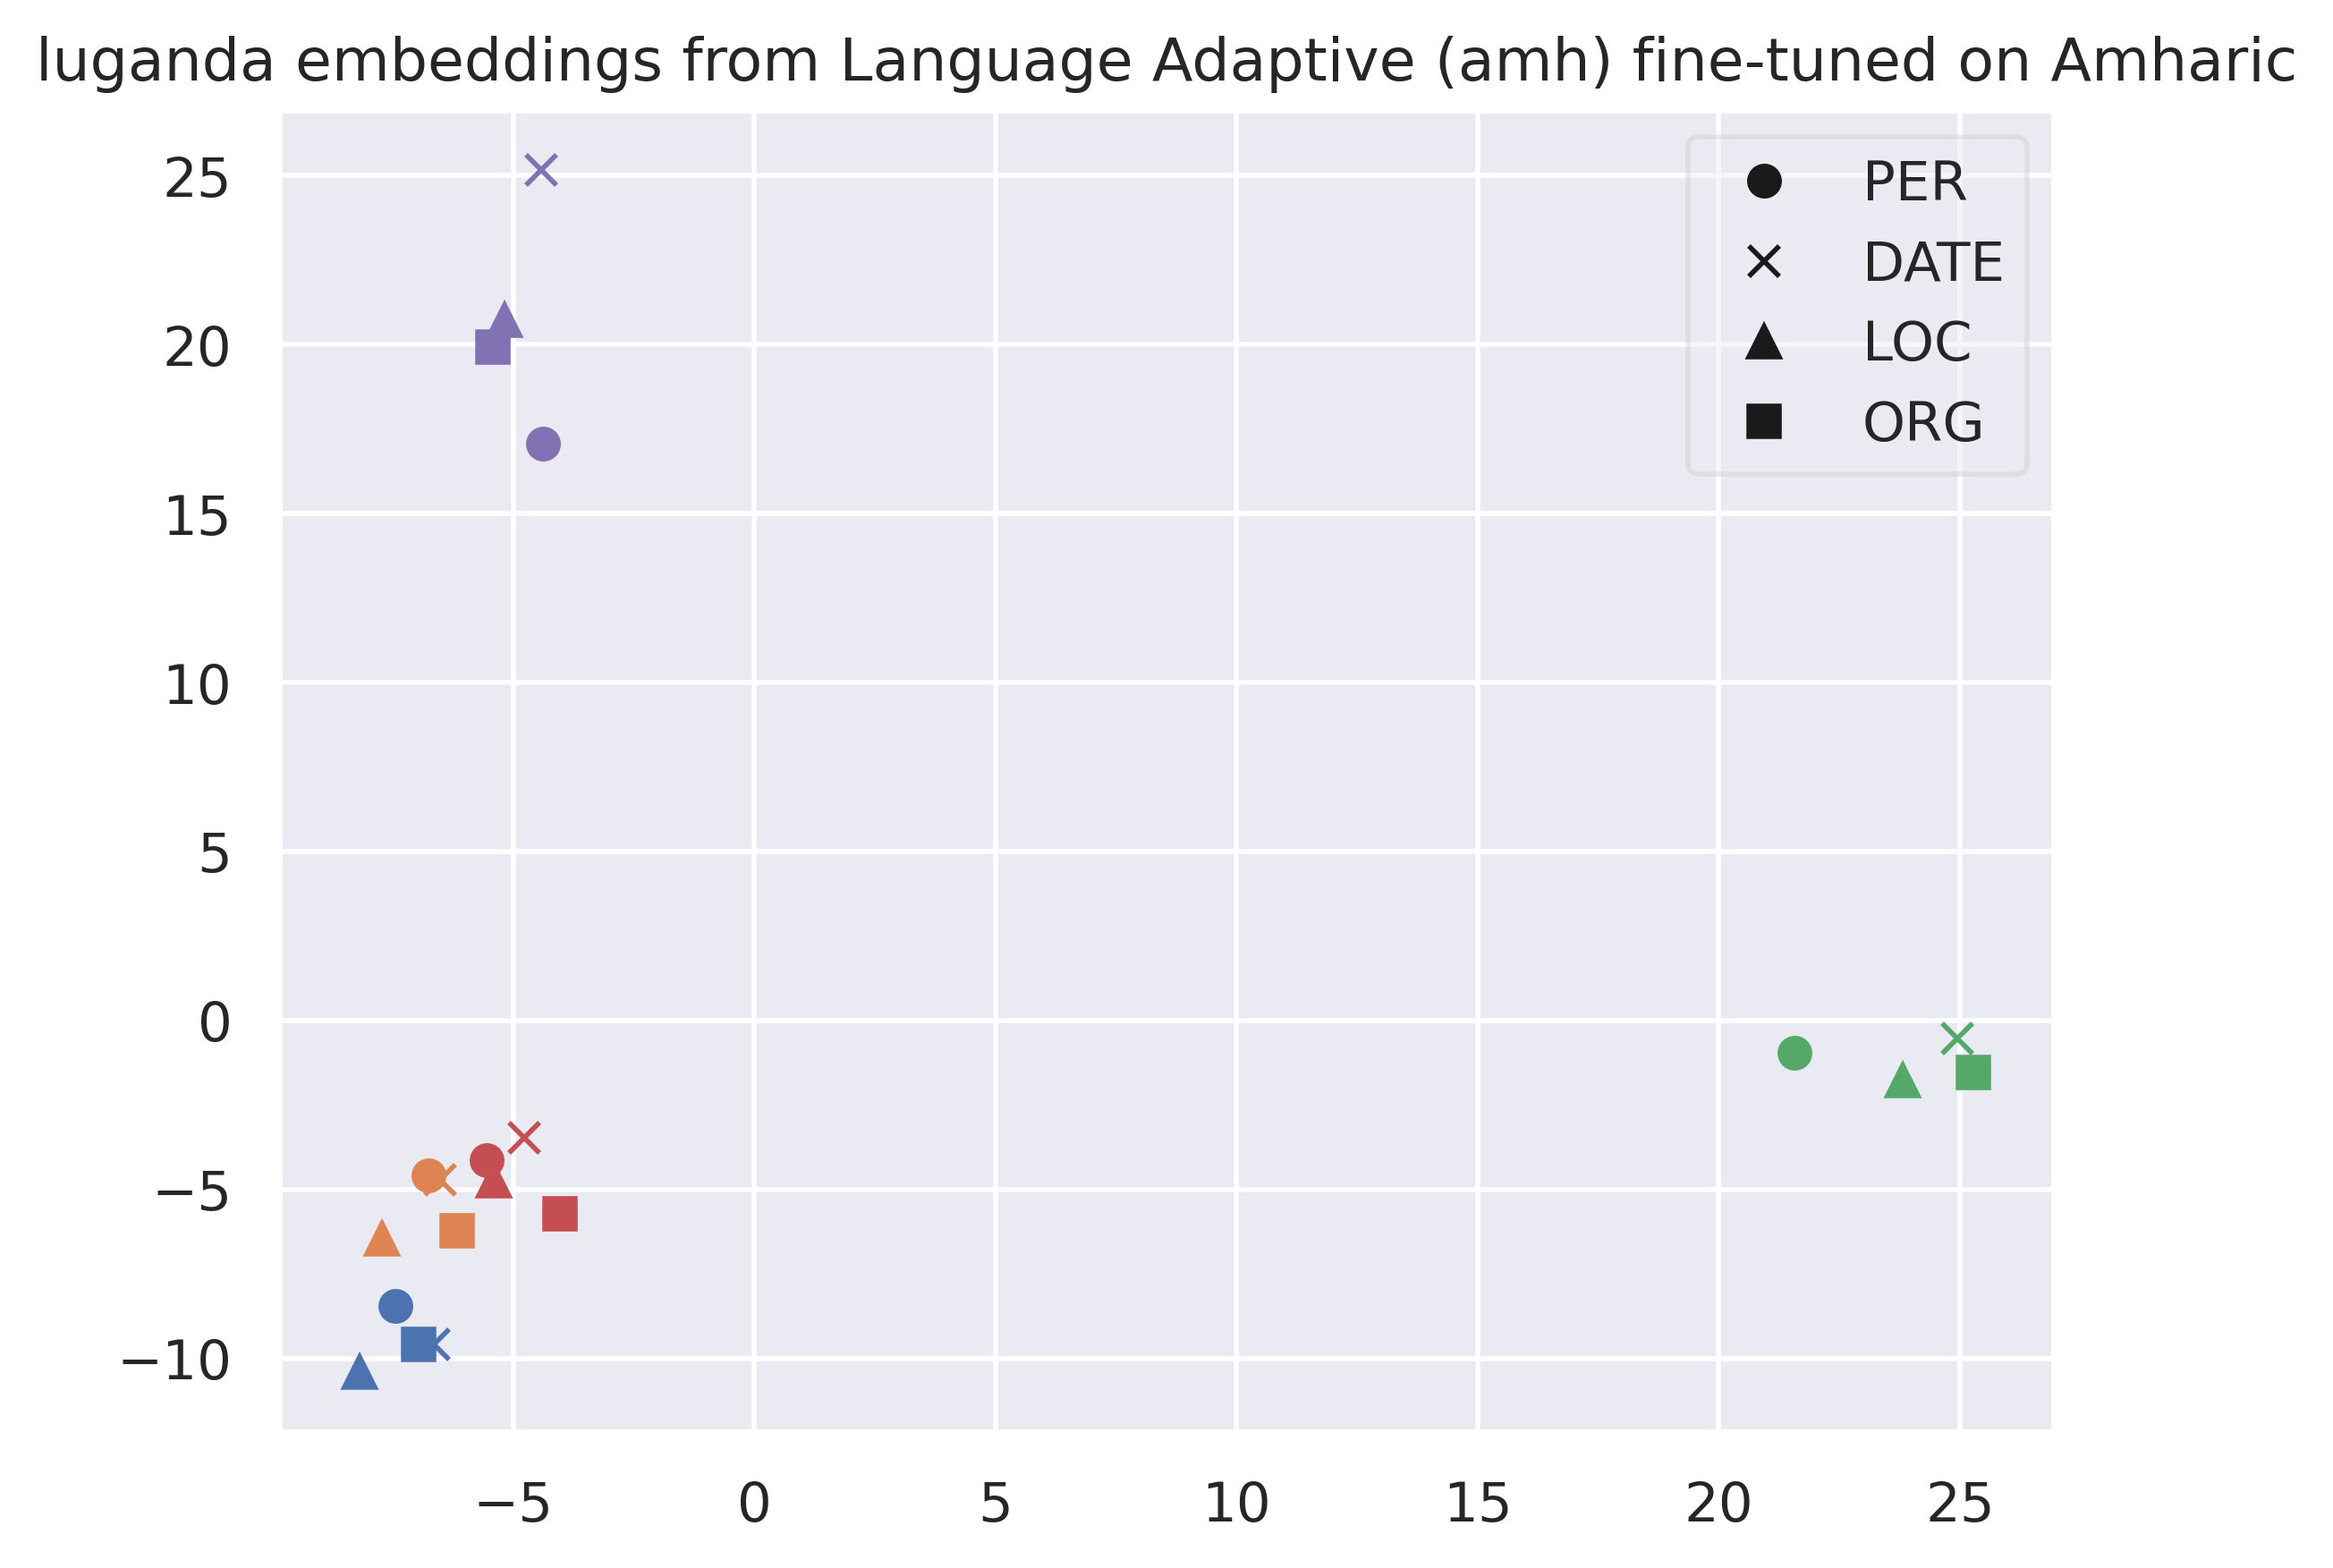 luganda embeddings from Language Adaptive (amh) fine-tuned on Amharic
PER
DATE
LOC
ORG
25
20
15
10
5
0
−5
−10
−5 0 5 10 15 20 25